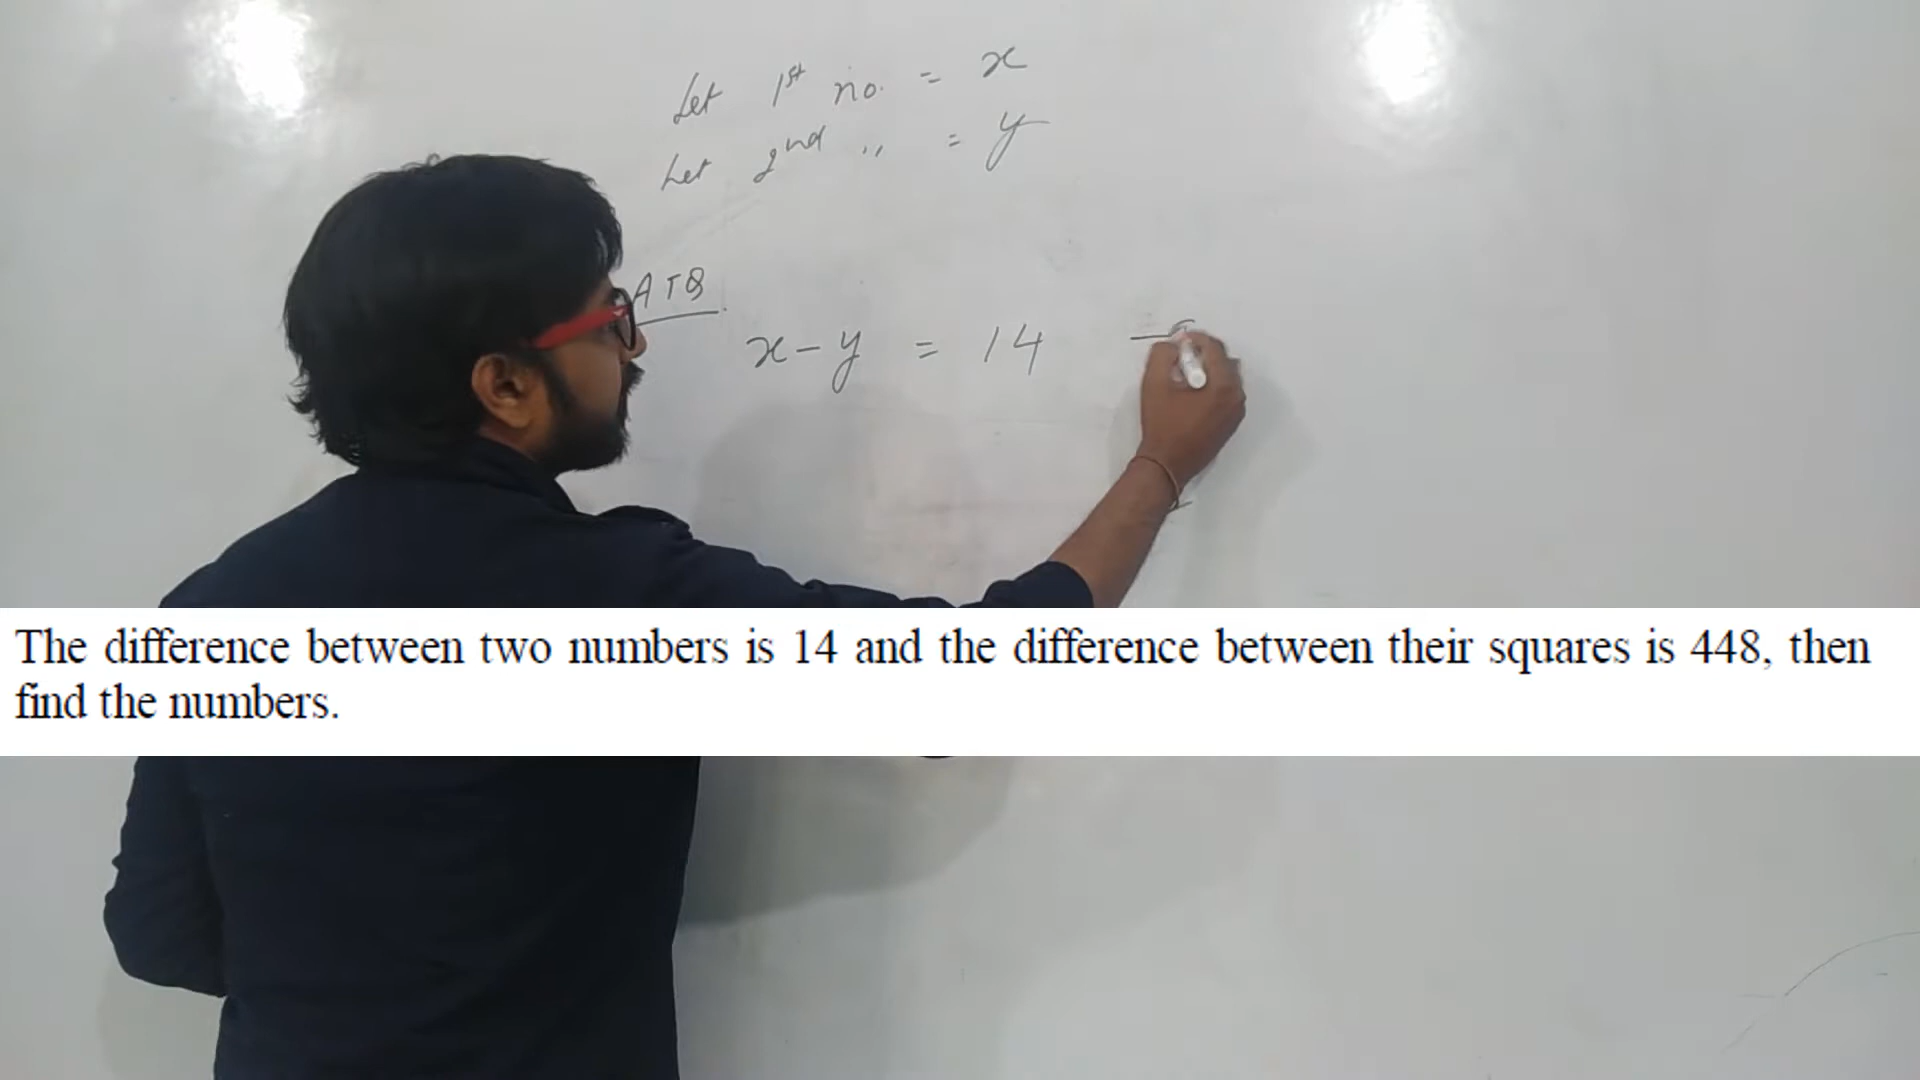 Let 1st no. = x
Let 2nd ,, = y
ATQ.
x - y = 14 —
The difference between two numbers is 14 and the difference between their squares is 448, then
find the numbers.